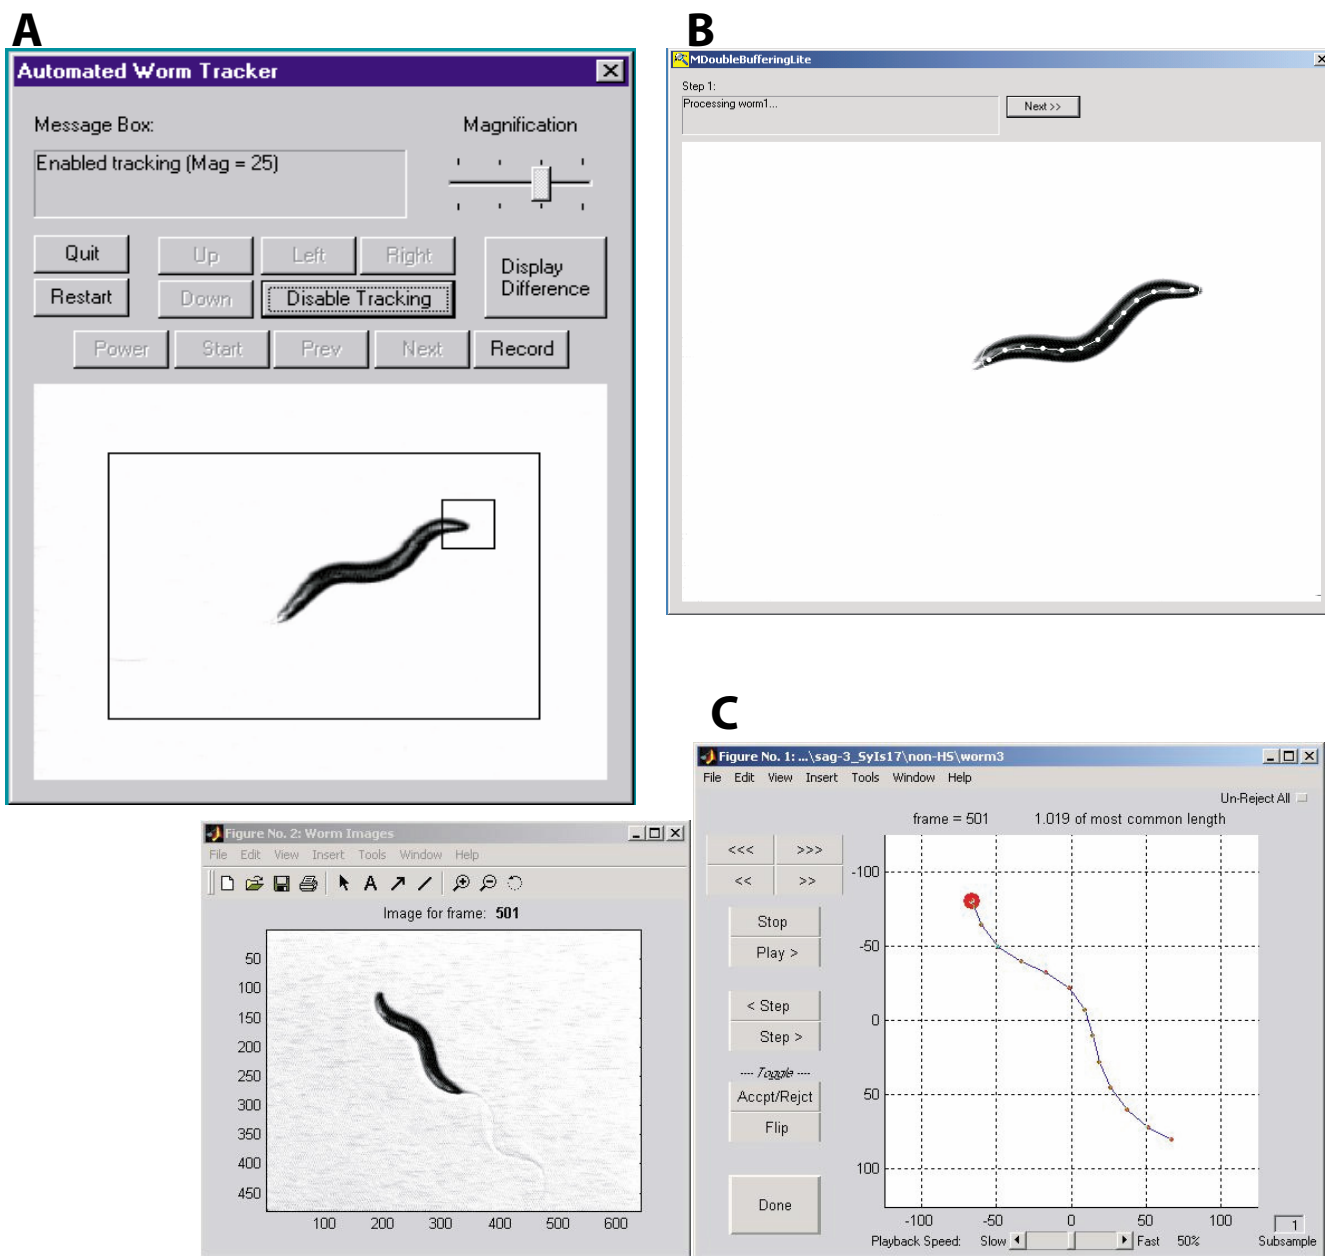 A
Automated Worm Tracker
Message Box:
Magnification
Enabled tracking (Mag = 25)
Quit
Up
Left
Right
Display
Difference
Restart
Down
Disable Tracking
Power
Start
Prev
Next
Record
B
MDoubleBufferingLite
Step 1:
Processing worm1...
Next >>
Figure No. 2: Worm Images
File Edit View Insert Tools Window Help
A
Image for frame: 501
50
100
150
200
250
300
350
400
450
100 200 300 400 500 600
C
Figure No. 1: ...\sag-3_SyIs17\non-HS\worm3
File Edit View Insert Tools Window Help
Un-Reject All
frame = 501 1.019 of most common length
<<< >>>
<< >>
Stop
Play >
< Step
Step >
---- Toggle ----
Accpt/Rejct
Flip
Done
-100
-50
0
50
100
-100 -50 0 50 100
Playback Speed: Slow Fast 50%
1
Subsample